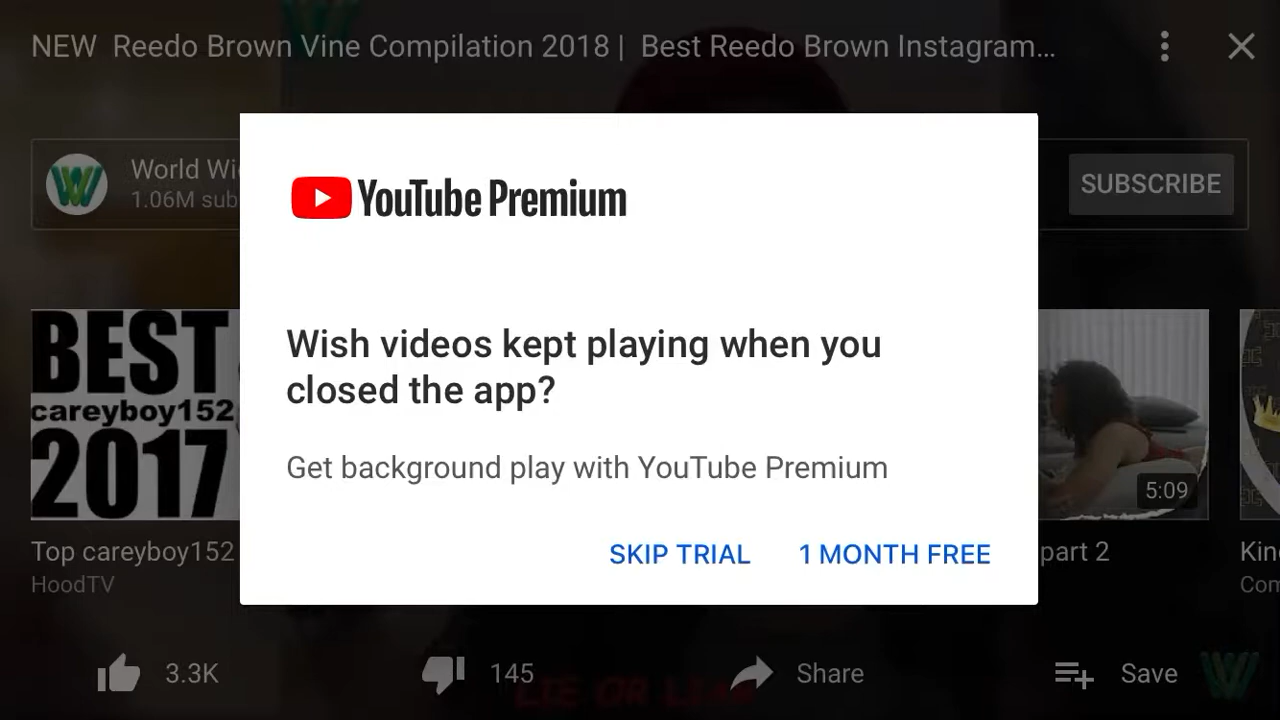 NEW  Reedo Brown Vine Compilation 2018 |  Best Reedo Brown Instagram...
World Wi
1.06M sub
SUBSCRIBE
YouTube Premium
Wish videos kept playing when you
closed the app?
Get background play with YouTube Premium
SKIP TRIAL
1 MONTH FREE
BEST
careyboy152
2017
5:09
Top careyboy152
HoodTV
part 2
Kin
Com
3.3K
145
Share
Save